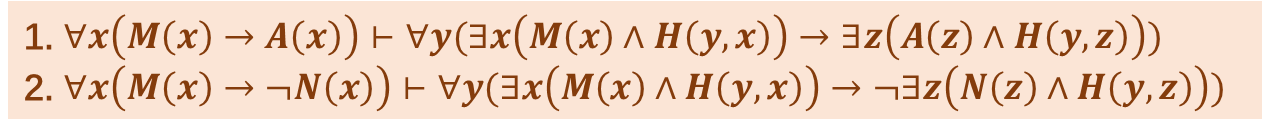 1. ∀x(M(x) → A(x)) ⊢ ∀y(∃x(M(x) ∧ H(y, x)) → ∃z(A(z) ∧ H(y, z)))
2. ∀x(M(x) → ¬N(x)) ⊢ ∀y(∃x(M(x) ∧ H(y, x)) → ¬∃z(N(z) ∧ H(y, z)))